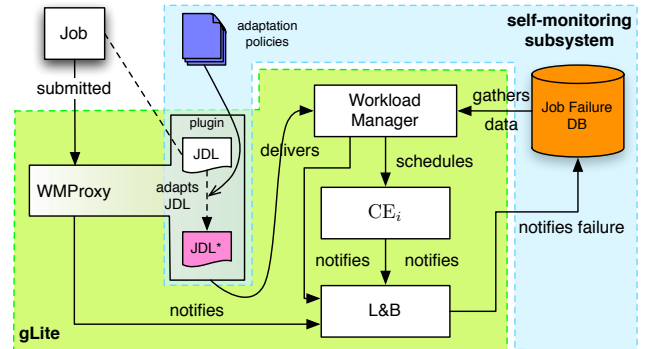 Job
adaptation
policies
self-monitoring
subsystem
submitted
plugin
Workload
Manager
gathers
data
Job Failure
DB
JDL
delivers
schedules
WMProxy
adapts
JDL
CEi
JDL*
notifies
notifies
notifies failure
notifies
L&B
gLite